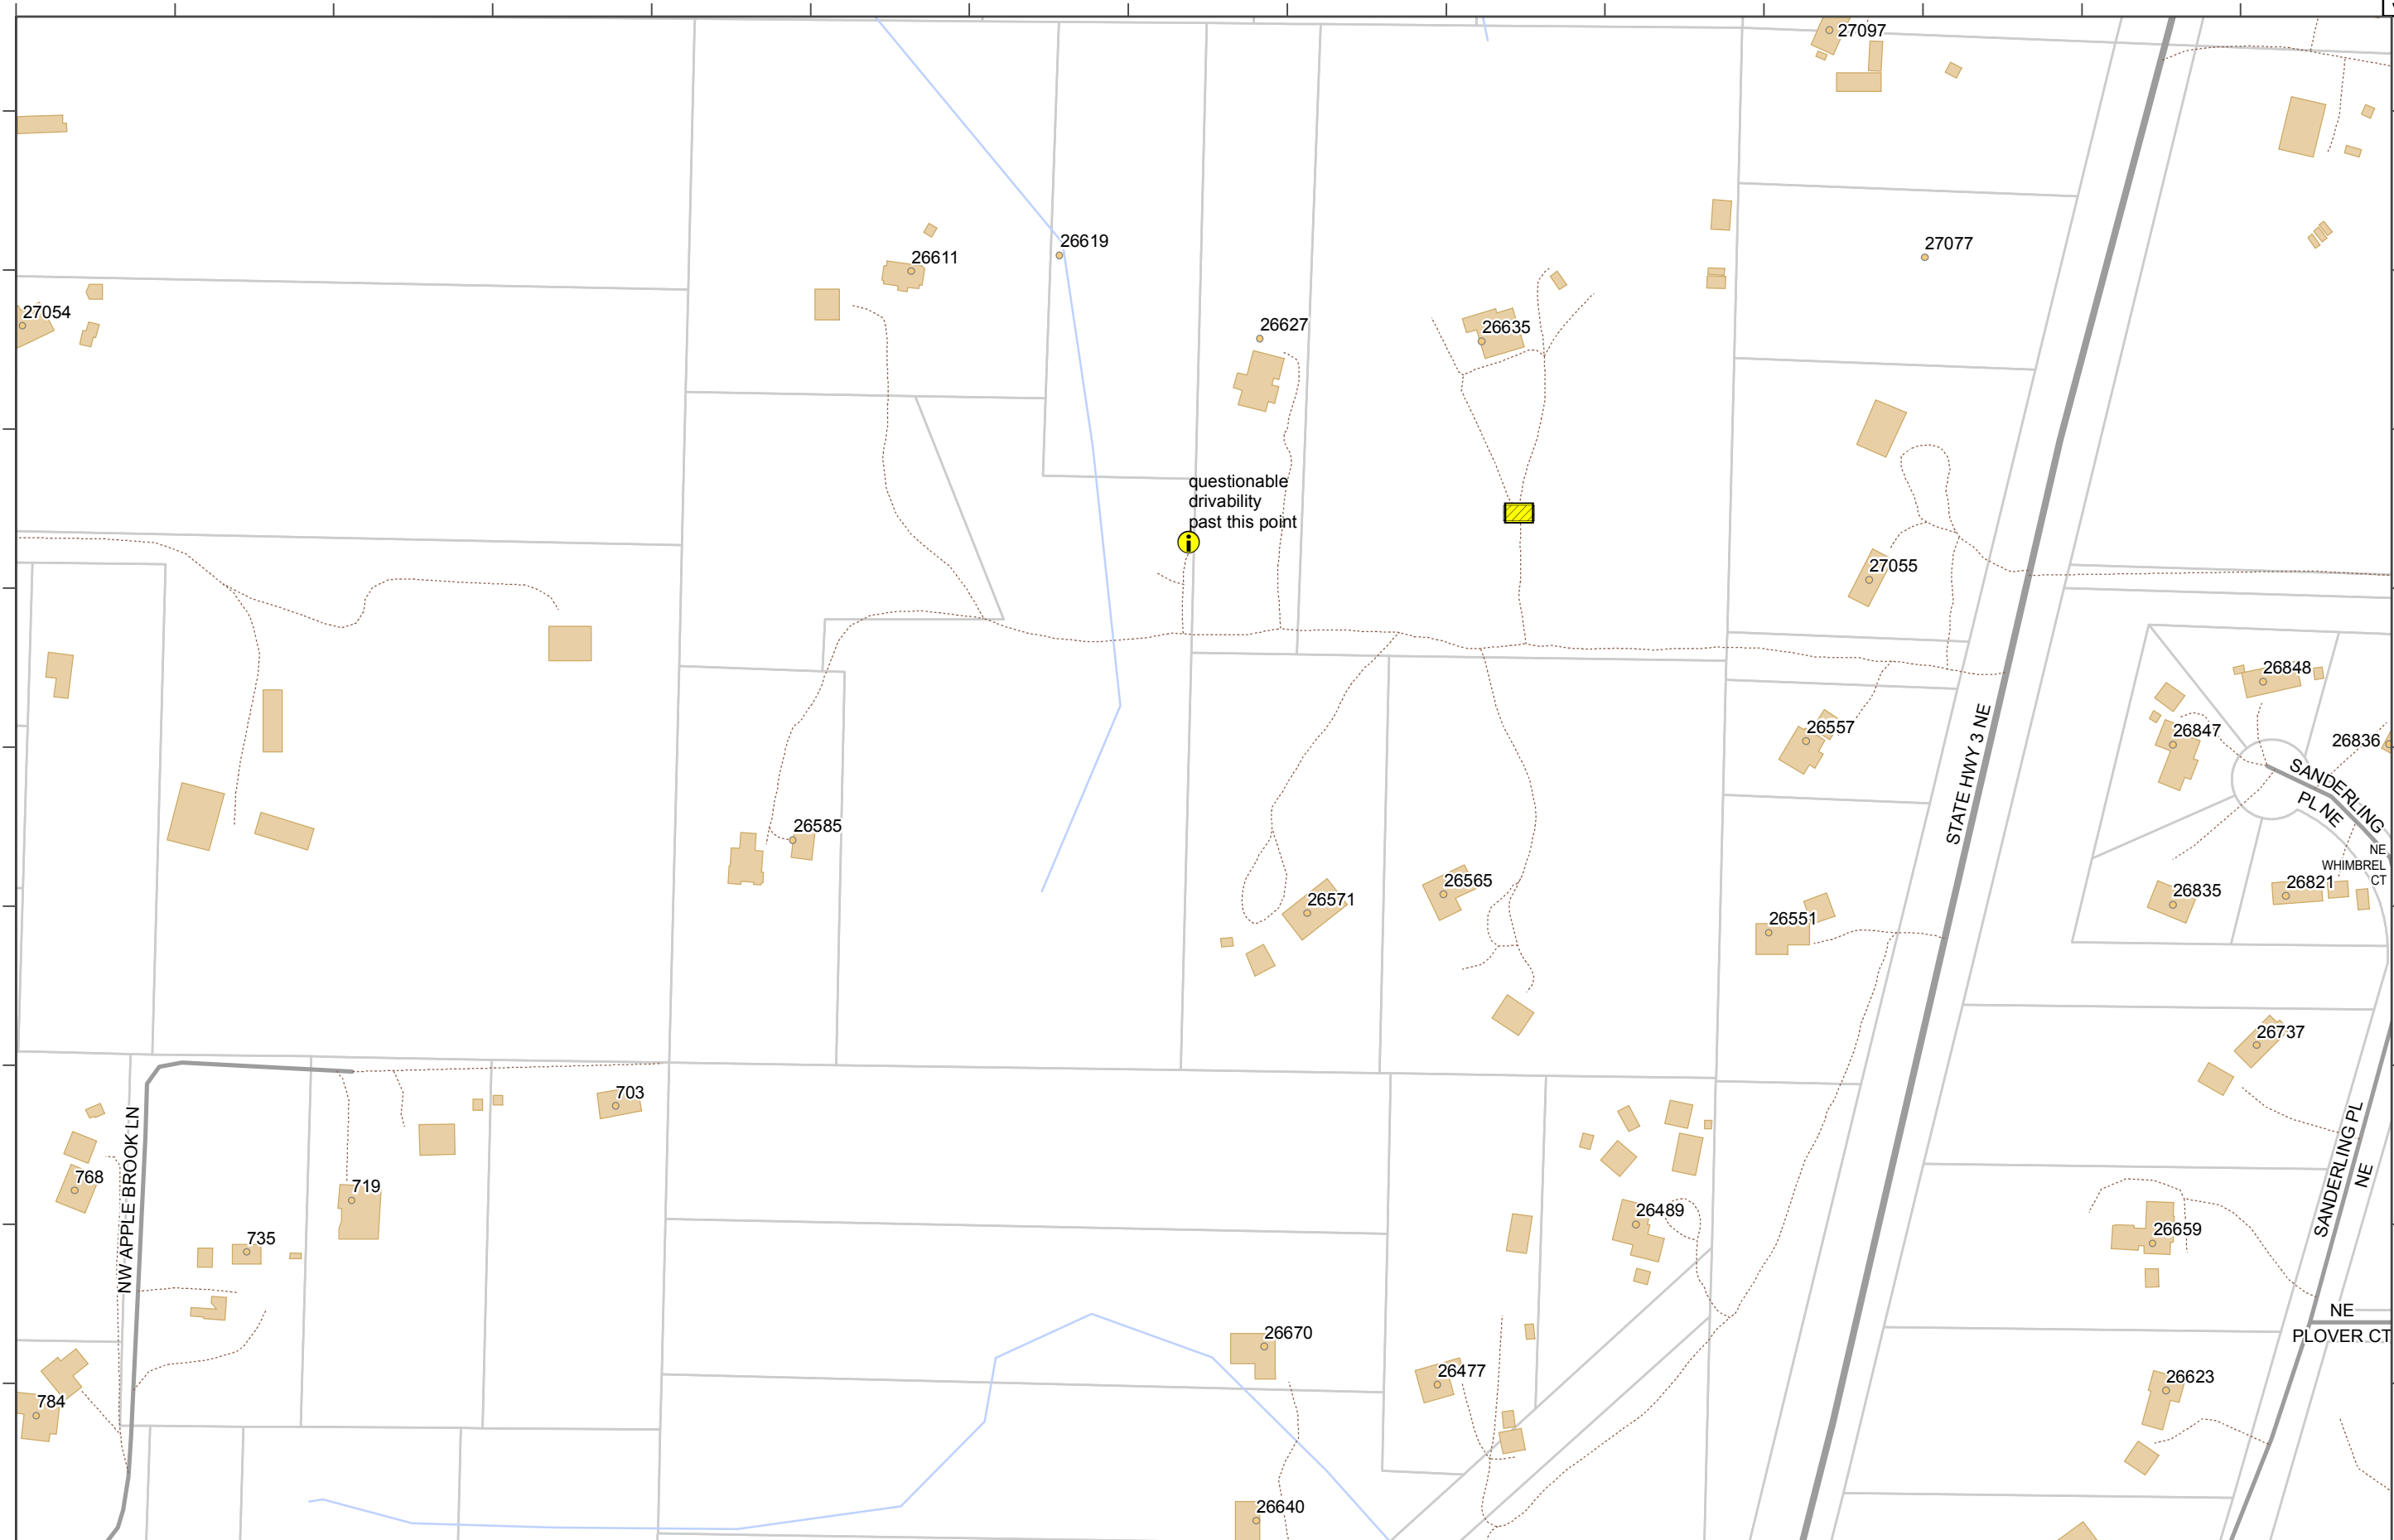 27097
26619
27077
26611
27054
26627
26635
questionable
drivability
past this point
i
27055
26848
26557
26847
26836
SANDERLING
PL NE
STATE HWY 3 NE
26585
NE
WHIMBREL
CT
26571
26565
26835
26821
26551
26737
703
NW APPLE BROOK LN
768
719
SANDERLING PL
NE
26489
26659
735
NE
PLOVER CT
26670
26477
26623
784
26640